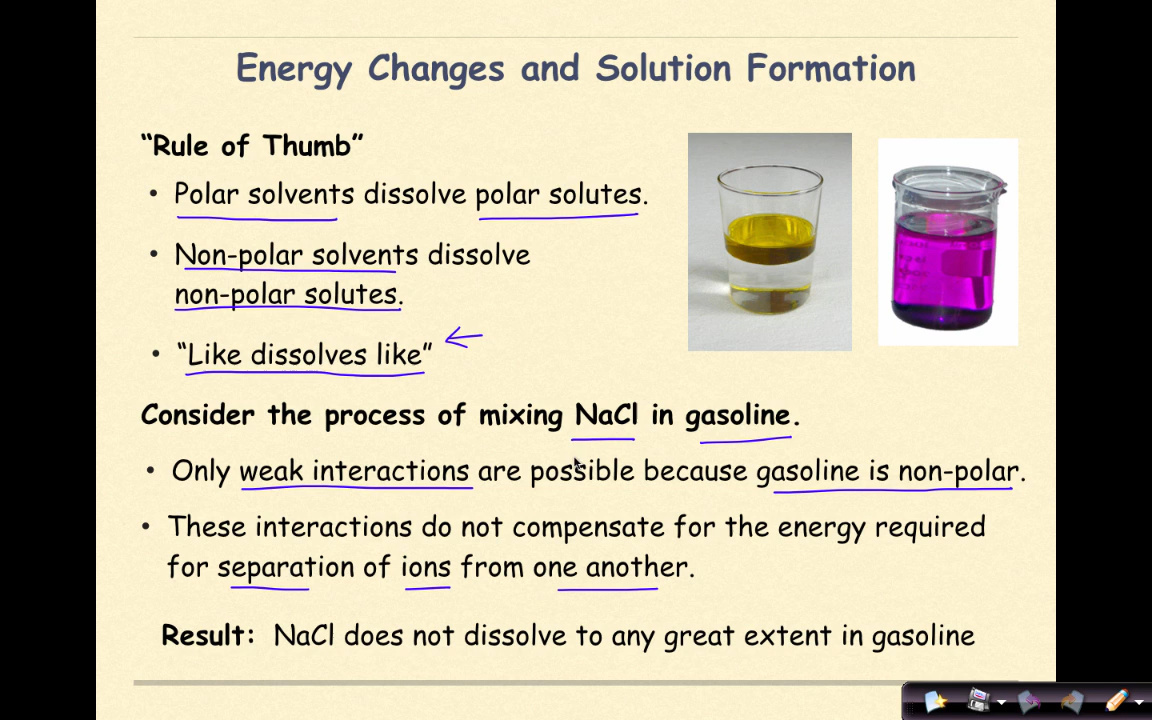 Energy Changes and Solution Formation
“Rule of Thumb”
• Polar solvents dissolve polar solutes.
• Non-polar solvents dissolve
non-polar solutes.
• “Like dissolves like”
Consider the process of mixing NaCl in gasoline.
• Only weak interactions are possible because gasoline is non-polar.
• These interactions do not compensate for the energy required
for separation of ions from one another.
Result: NaCl does not dissolve to any great extent in gasoline